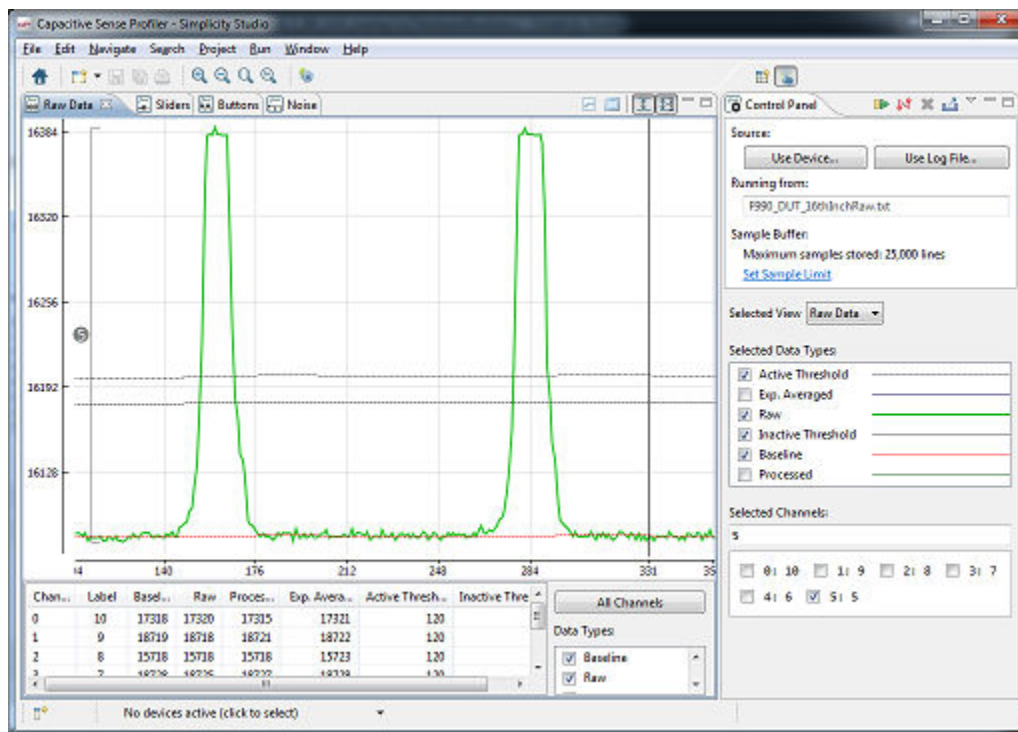 Capacitive Sense Profiler - Simplicity Studio
File Edit Navigate Search Project Run Window Help
Raw Data Sliders Buttons Noise
16384
16320
16256
5
16192
16128
140 176 212 248 284 331 35
Chan... Label Basel... Raw Proces... Exp. Avera... Active Thresh... Inactive Thre
0 10 17318 17320 17315 17321 120
1 9 18719 18718 18721 18722 120
2 8 15718 15718 15718 15723 120
All Channels
Data Types:
Baseline
Raw
No devices active (click to select)
Control Panel
Source:
Use Device... Use Log File...
Running from:
F990_DUT_16thInchRaw.txt
Sample Buffer:
Maximum samples stored: 25,000 lines
Set Sample Limit
Selected View Raw Data
Selected Data Types:
Active Threshold
Exp. Averaged
Raw
Inactive Threshold
Baseline
Processed
Selected Channels:
5
0: 10 1: 9 2: 8 3: 7
4: 6 5: 5